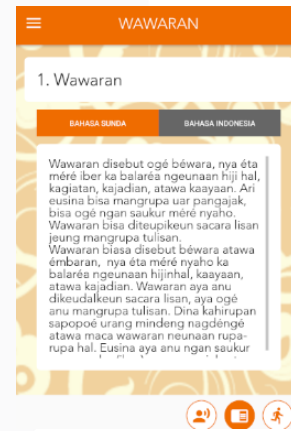 WAWARAN
1. Wawaran
BAHASA SUNDA
BAHASA INDONESIA
Wawaran disebut ogé béwara, nya éta
méré iber ka balaréa ngeunaan hiji hal,
kagiatan, kajadian, atawa kaayaan. Ari
eusina bisa mangrupa uar pangajak,
bisa ogé ngan saukur méré nyaho.
Wawaran bisa diteupikeun sacara lisan
jeung mangrupa tulisan.
Wawaran biasa disebut béwara atawa
émbaran,  nya éta méré nyaho ka
balaréa ngeunaan hijinhal, kaayaan,
atawa kajadian. Wawaran aya anu
dikeudalkeun sacara lisan, aya ogé
anu mangrupa tulisan. Dina kahirupan
sapopoé urang mindeng nagdéngé
atawa maca wawaran neunaan rupa-
rupa hal. Eusina aya anu ngan saukur